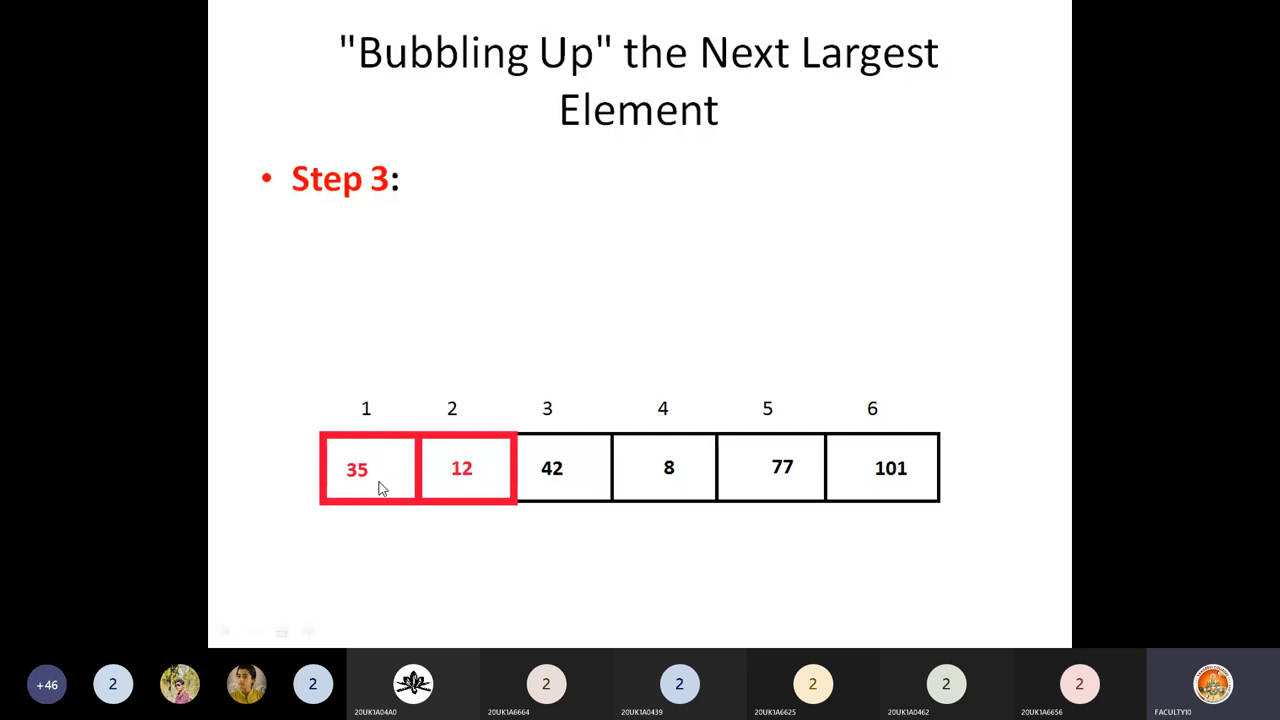 "Bubbling Up" the Next Largest
Element
• Step 3:
1 2 3 4 5 6
35 12 42 8 77 101
+46 2 2 2 2 2 2 2
20UK1A04A0 20UK1A6664 20UK1A0439 20UK1A6625 20UK1A0462 20UK1A6656 FACULTY10